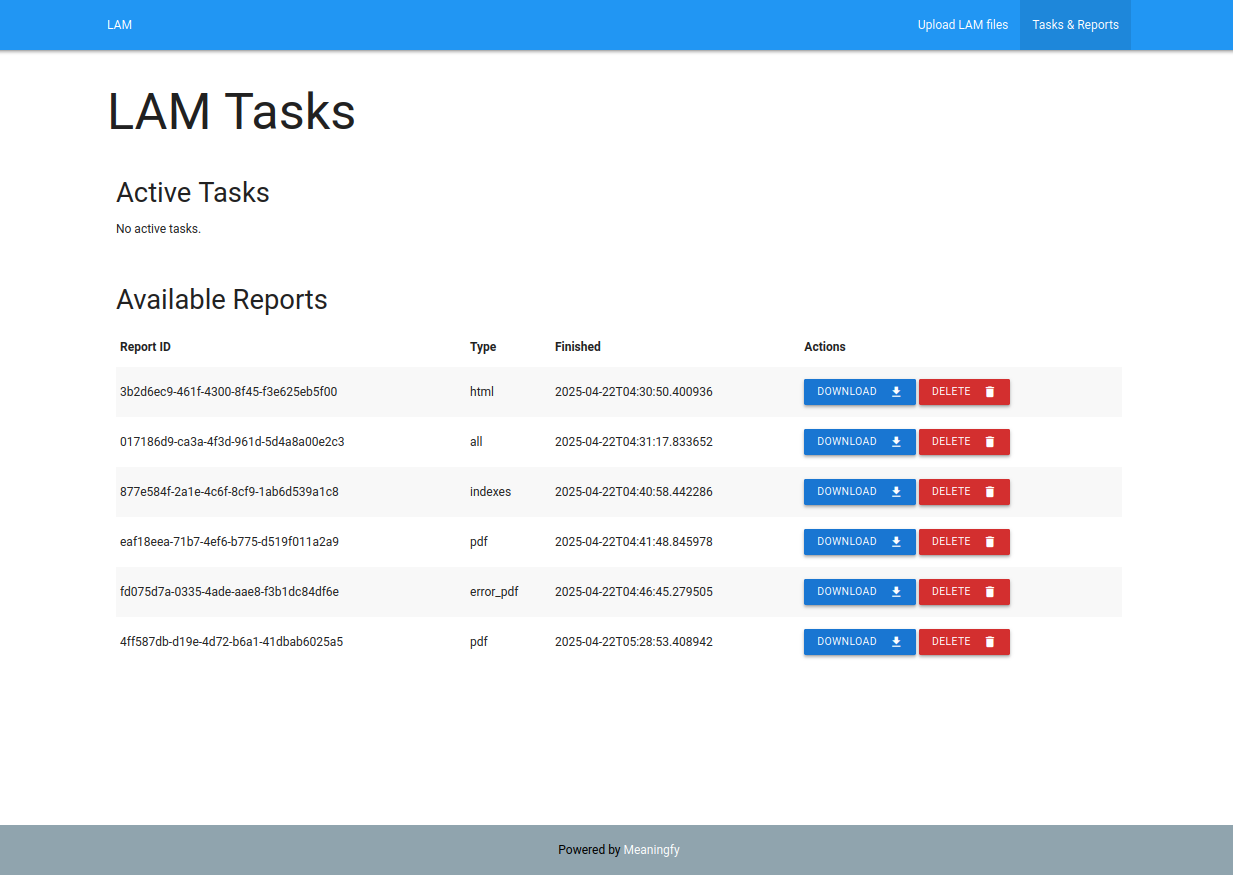 LAM Upload LAM files Tasks & Reports
LAM Tasks
Active Tasks
No active tasks.
Available Reports
Report ID Type Finished Actions
3b2d6ec9-461f-4300-8f45-f3e625eb5f00 html 2025-04-22T04:30:50.400936 DOWNLOAD DELETE
017186d9-ca3a-4f3d-961d-5d4a8a00e2c3 all 2025-04-22T04:31:17.833652 DOWNLOAD DELETE
877e584f-2a1e-4c6f-8cf9-1ab6d539a1c8 indexes 2025-04-22T04:40:58.442286 DOWNLOAD DELETE
eaf18eea-71b7-4ef6-b775-d519f011a2a9 pdf 2025-04-22T04:41:48.845978 DOWNLOAD DELETE
fd075d7a-0335-4ade-aae8-f3b1dc84df6e error_pdf 2025-04-22T04:46:45.279505 DOWNLOAD DELETE
4ff587db-d19e-4d72-b6a1-41dbab6025a5 pdf 2025-04-22T05:28:53.408942 DOWNLOAD DELETE
Powered by Meaningfy